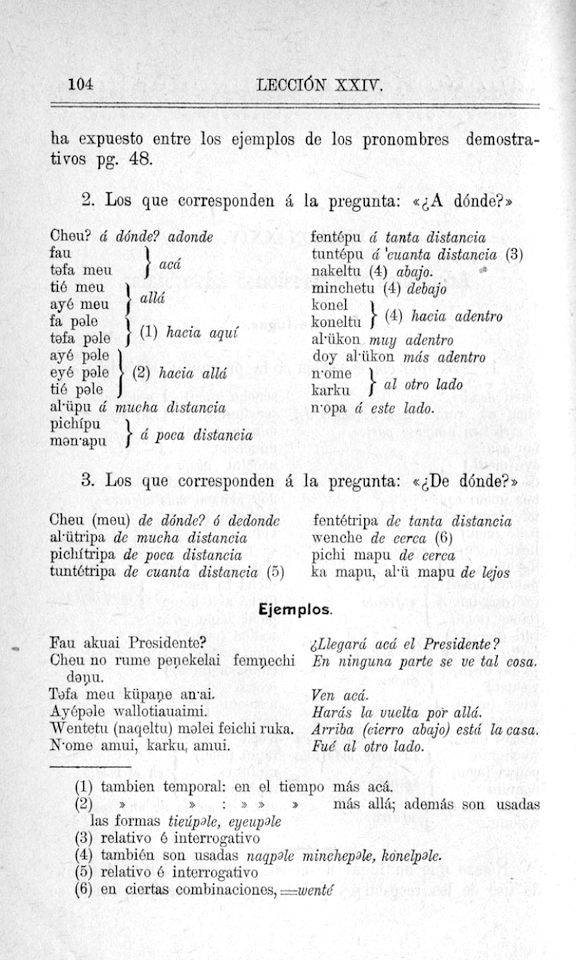 104 LECCIÓN XXIV.
ha expuesto entre los ejemplos de los pronombres demostra-
tivos pg. 48.
2. Los que corresponden á la pregunta: «¿A dónde?»
Cheu? á dónde? adonde
fau
təfa meu } acá
tié meu
ayé meu } allá
fa pəle
təfa pəle } (1) hacia aquí
ayé pəle
eyé pəle } (2) hacia allá
tié pəle
al·üpu á mucha distancia
pichípu
mən·apu } á poca distancia
fentépu á tanta distancia
tuntépu á cuanta distancia (3)
nakeltu (4) abajo.
minchetu (4) debajo
konel
koneltu } (4) hacia adentro
al·ükon muy adentro
doy al·ükon más adentro
n·ome
karku } al otro lado
n·opa á este lado.
3. Los que corresponden á la pregunta: «¿De dónde?»
Cheu (meu) de dónde? ó dedonde
al·ütripa de mucha distancia
pichítripa de poca distancia
tuntétripa de cuanta distancia (5)
fentétripa de tanta distancia
wenche de cerca (6)
pichi mapu de cerca
ka mapu, al·ü mapu de lejos
Ejemplos.
Fau akuai Presidente? ¿Llegará acá el Presidente?
Cheu no rume peŋekelai femŋechi En ninguna parte se ve tal cosa.
dəŋu.
Təfa meu küpaŋe an·ai. Ven acá.
Ayépəle wallotiauaimi. Harás la vuelta por allá.
Wentetu (naqeltu) məlei feichi ruka. Arriba (cierro abajo) está la casa.
N·ome amui, karku, amui. Fué al otro lado.
(1) tambien temporal: en el tiempo más acá.
(2) » » : » » » más allá; además son usadas
las formas tieúpəle, eyeupəle
(3) relativo é interrogativo
(4) también son usadas naqpəle minchepəle, kónelpəle.
(5) relativo é interrogativo
(6) en ciertas combinaciones, =wenté